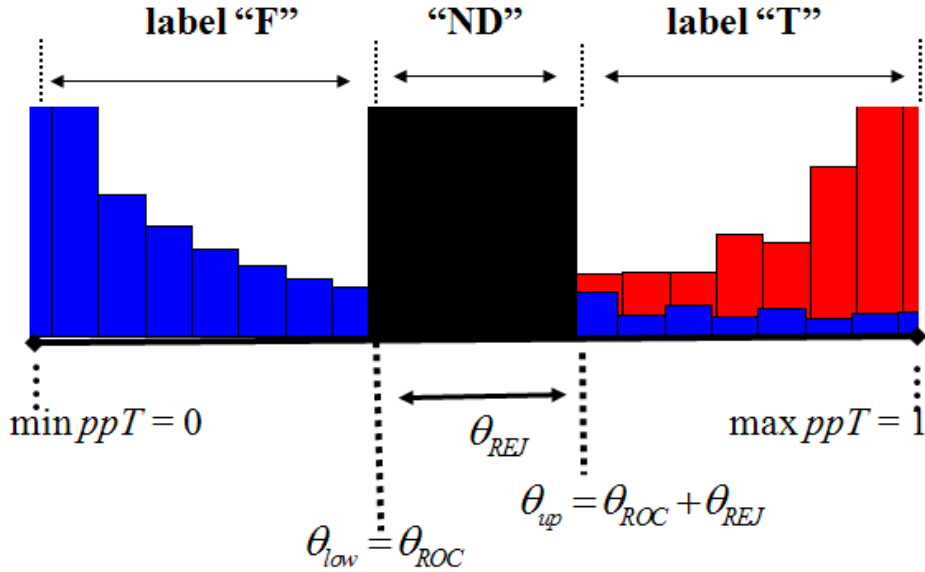 label “F” “ND” label “T”
θREJ
min ppT = 0 max ppT = 1
θup = θROC + θREJ
θlow = θROC